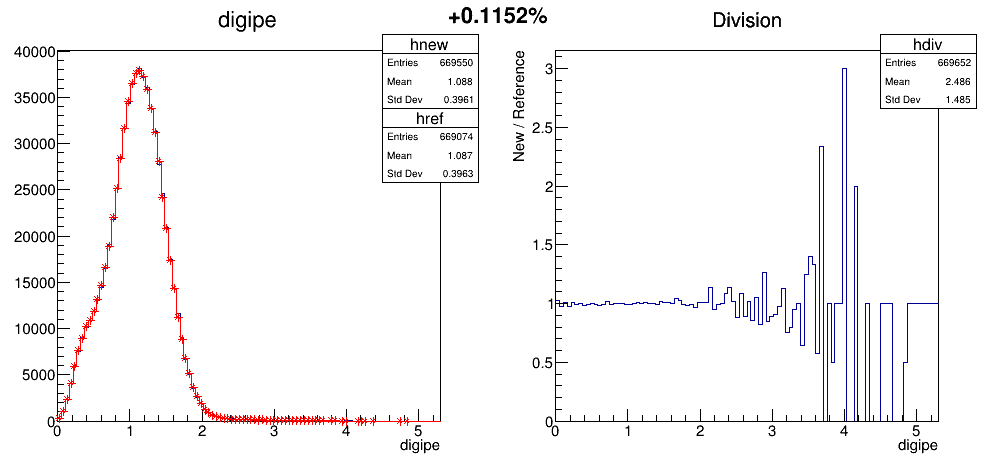 +0.1152%
digipe
hnew
Entries 669550
Mean 1.088
Std Dev 0.3961
href
Entries 669074
Mean 1.087
Std Dev 0.3963
40000
35000
30000
25000
20000
15000
10000
5000
0
0 1 2 3 4 5
digipe
Division
hdiv
Entries 669652
Mean 2.486
Std Dev 1.485
New / Reference
3
2.5
2
1.5
1
0.5
0
0 1 2 3 4 5
digipe